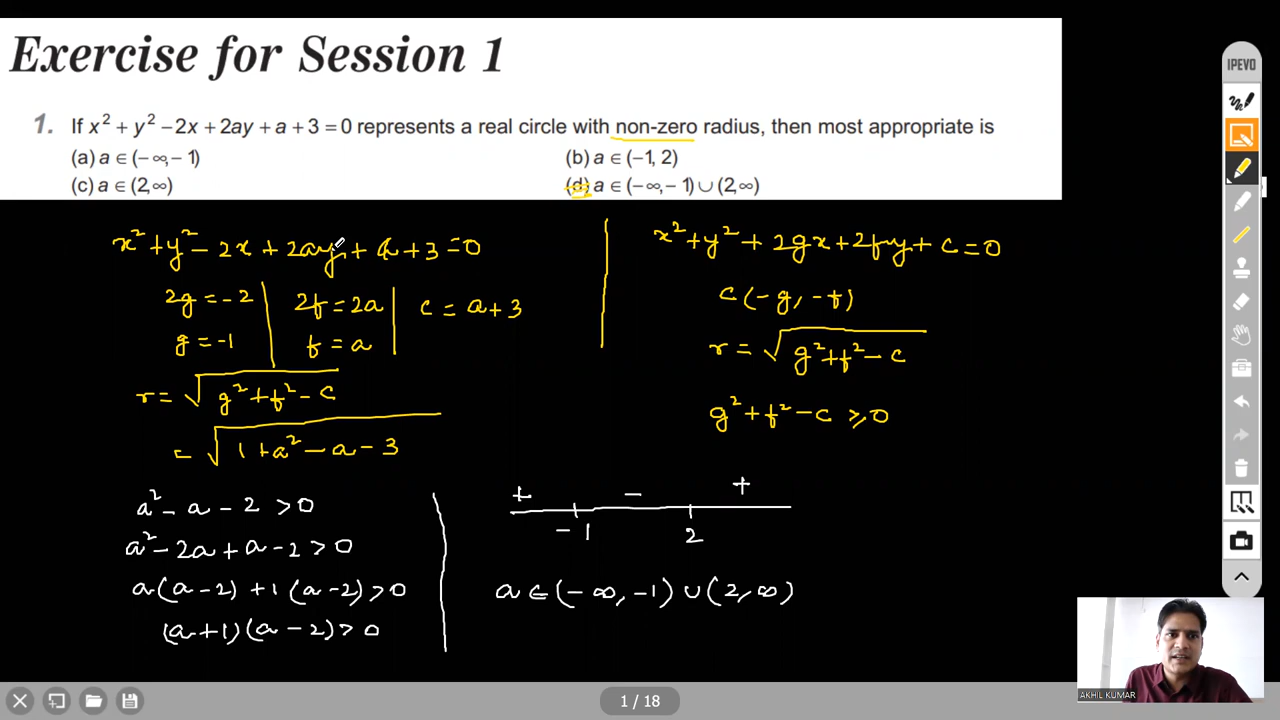 Exercise for Session 1
1. If x² + y² − 2x + 2ay + a + 3 = 0 represents a real circle with non-zero radius, then most appropriate is
(a) a ∈ (−∞, −1)
(b) a ∈ (−1, 2)
(c) a ∈ (2, ∞)
(d) a ∈ (−∞, −1) ∪ (2, ∞)
x² + y² − 2x + 2ay + a + 3 = 0
2g = −2
2f = 2a
c = a + 3
g = −1
f = a
r = √(g² + f² − c)
= √(1 + a² − a − 3)
x² + y² + 2gx + 2fy + c = 0
c (−g, −f)
r = √(g² + f² − c)
g² + f² − c ≥ 0
a² − a − 2 > 0
a² − 2a + a − 2 > 0
a(a − 2) + 1(a − 2) > 0
(a + 1)(a − 2) > 0
+ − +
−1 2
a ∈ (−∞, −1) ∪ (2, ∞)
IPEVO
AKHIL KUMAR
1 / 18